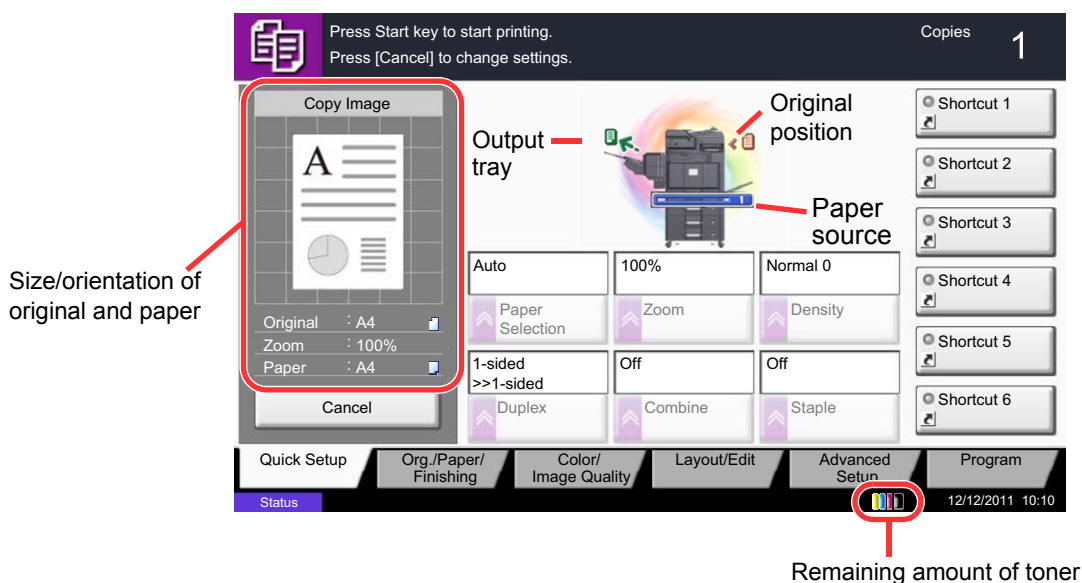 Press Start key to start printing.
Press [Cancel] to change settings.
Copies
1
Copy Image
A
Original : A4
Zoom : 100%
Paper : A4
Cancel
Size/orientation of
original and paper
Output
tray
Original
position
1
Paper
source
Auto
Paper
Selection
100%
Zoom
Normal 0
Density
1-sided
>>1-sided
Duplex
Off
Combine
Off
Staple
Shortcut 1
Shortcut 2
Shortcut 3
Shortcut 4
Shortcut 5
Shortcut 6
Quick Setup
Org./Paper/
Finishing
Color/
Image Quality
Layout/Edit
Advanced
Setup
Program
Status
12/12/2011 10:10
Remaining amount of toner